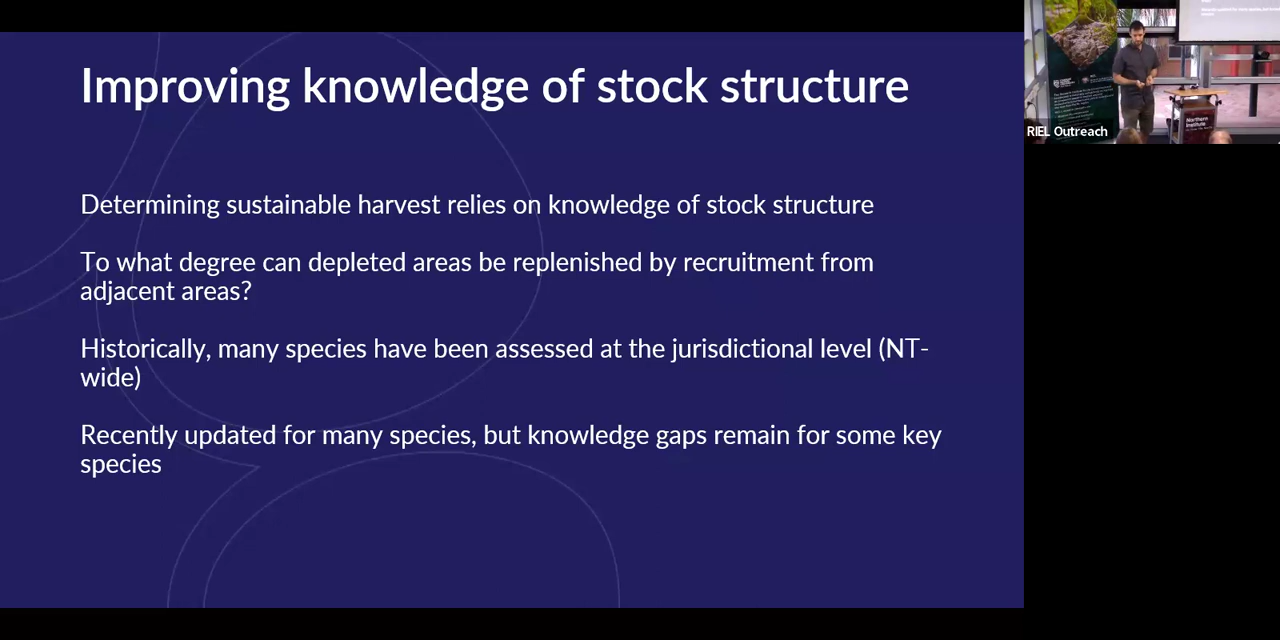 Improving knowledge of stock structure
Determining sustainable harvest relies on knowledge of stock structure
To what degree can depleted areas be replenished by recruitment from
adjacent areas?
Historically, many species have been assessed at the jurisdictional level (NT-
wide)
Recently updated for many species, but knowledge gaps remain for some key
species
RIEL Outreach
Northern
Institute